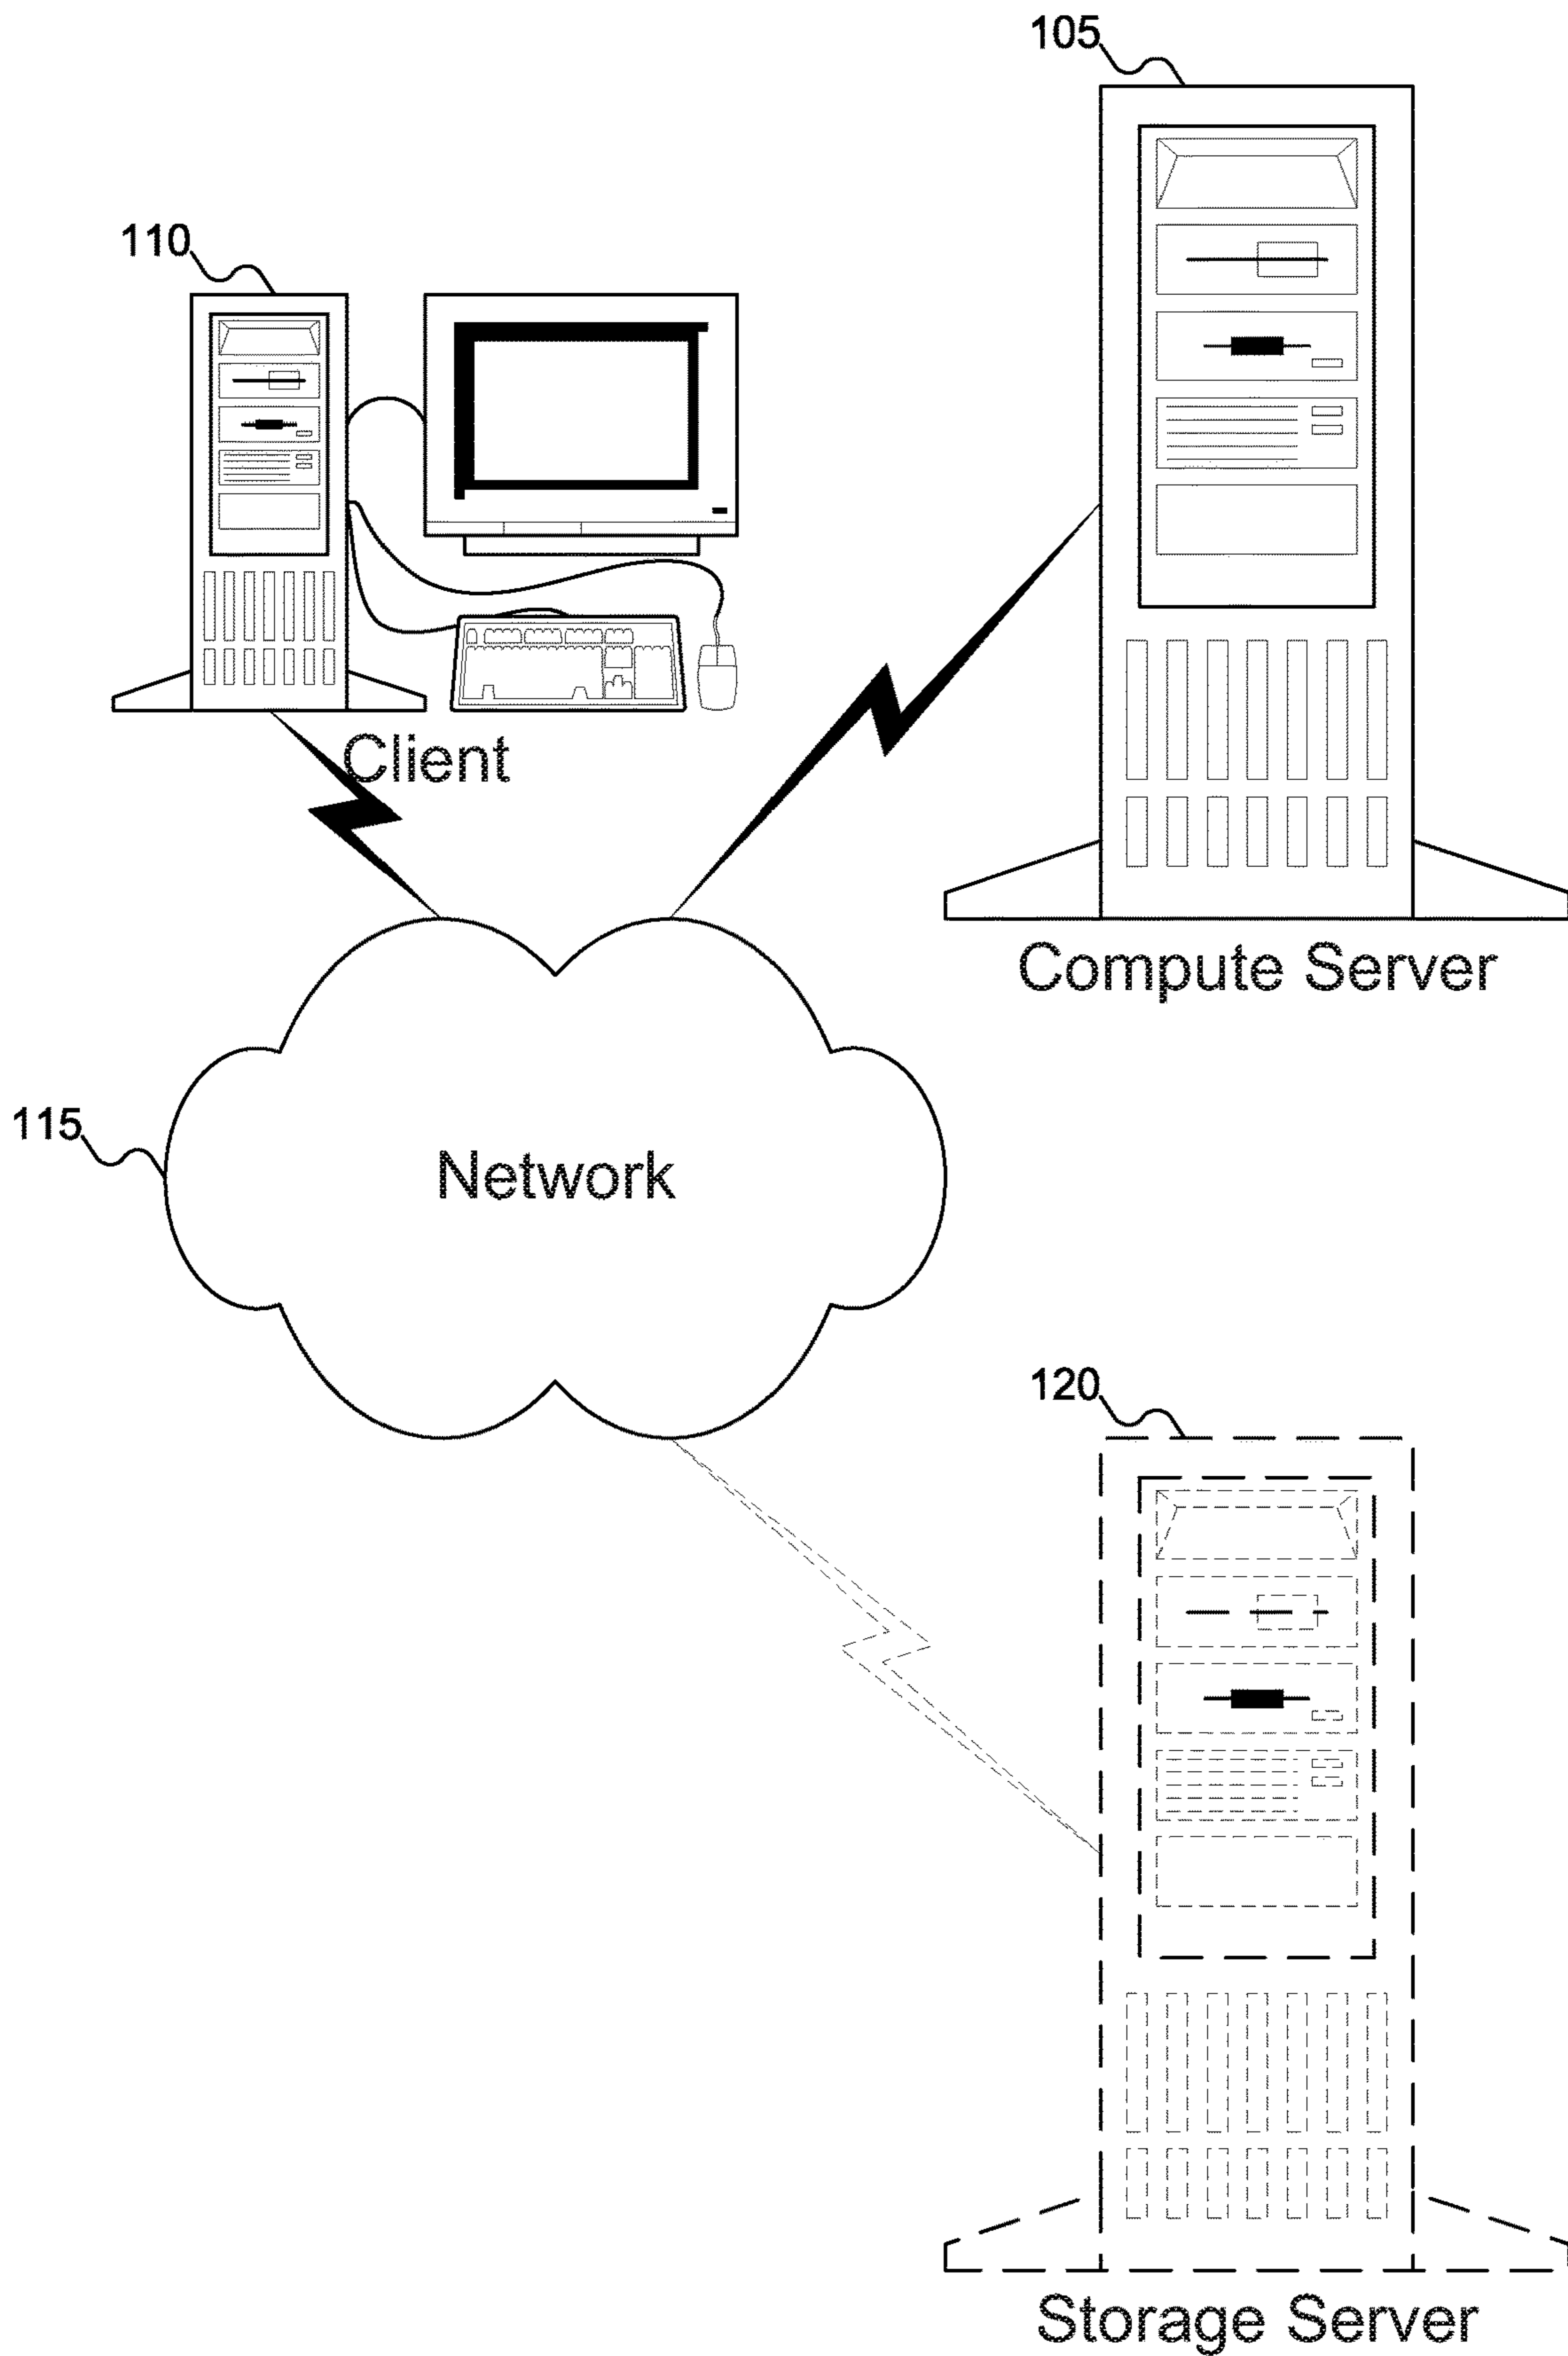 105
110
Client
Compute Server
115
Network
120
Storage Server